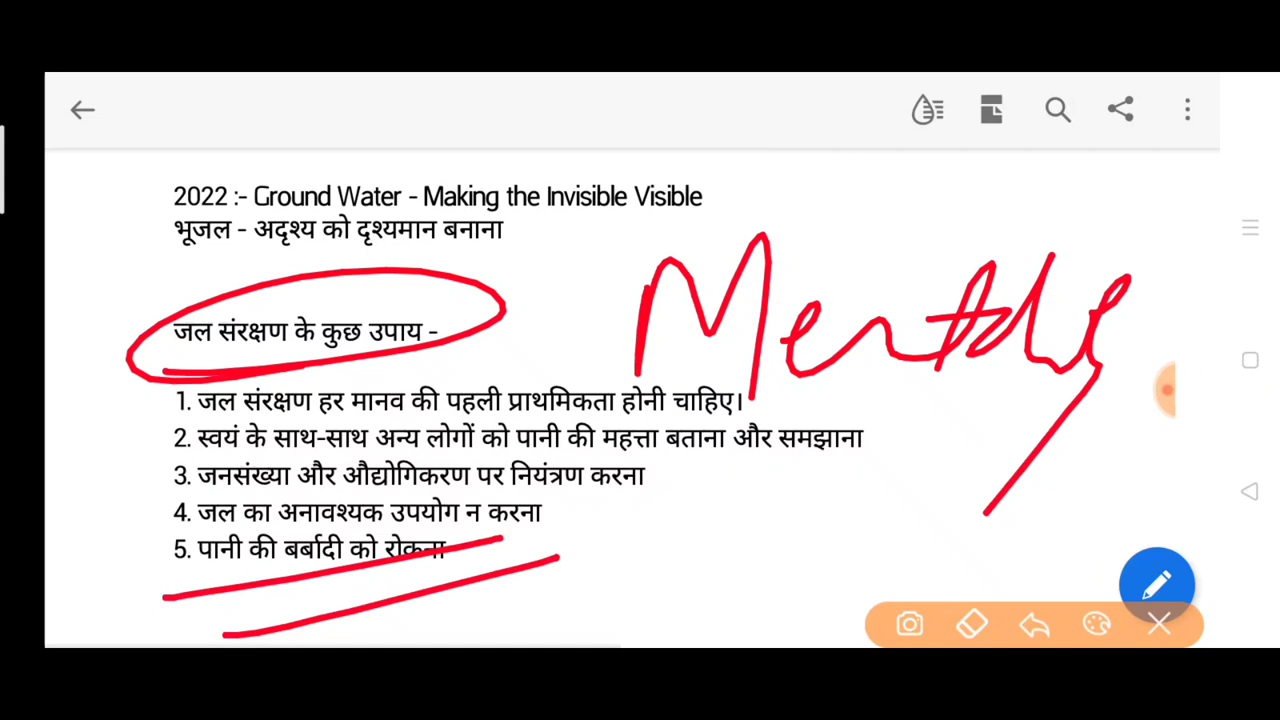 2022 :- Ground Water - Making the Invisible Visible
भूजल - अदृश्य को दृश्यमान बनाना
जल संरक्षण के कुछ उपाय -
1. जल संरक्षण हर मानव की पहली प्राथमिकता होनी चाहिए।
2. स्वयं के साथ-साथ अन्य लोगों को पानी की महत्ता बताना और समझाना
3. जनसंख्या और औद्योगिकरण पर नियंत्रण करना
4. जल का अनावश्यक उपयोग न करना
5. पानी की बर्बादी को रोकना